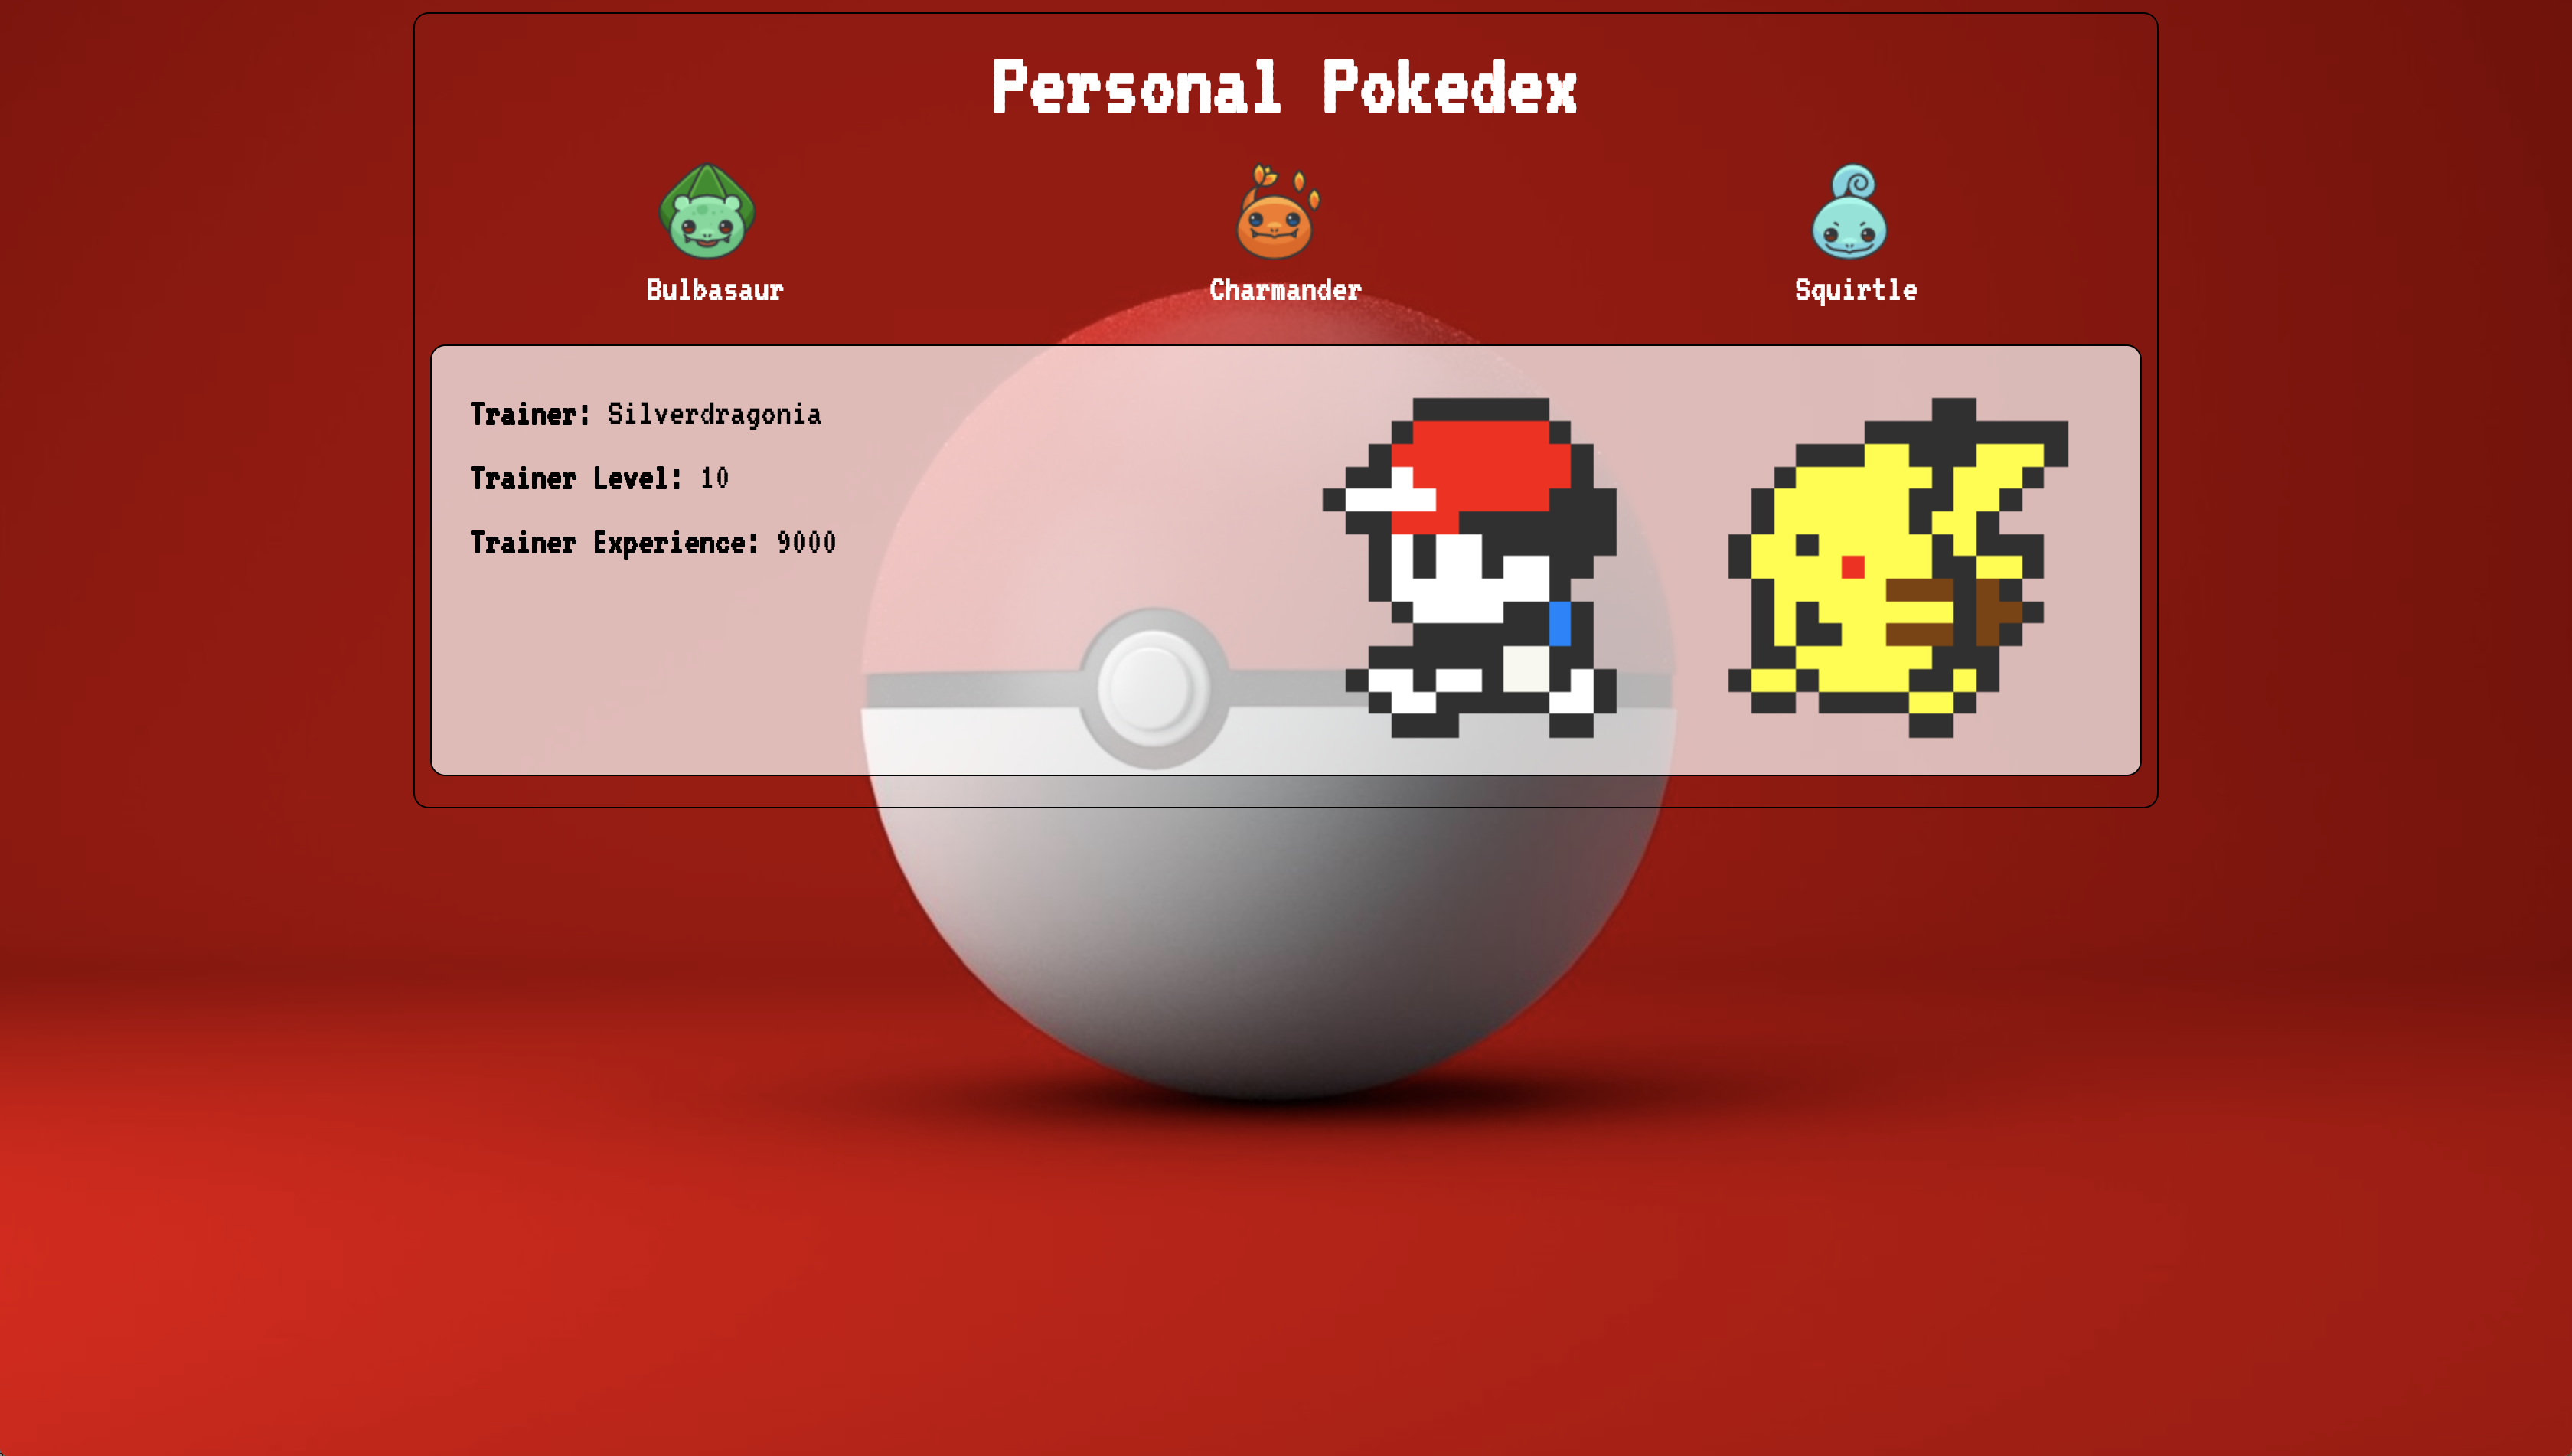 Personal Pokedex
Bulbasaur
Charmander
Squirtle
Trainer: Silverdragonia
Trainer Level: 10
Trainer Experience: 9000